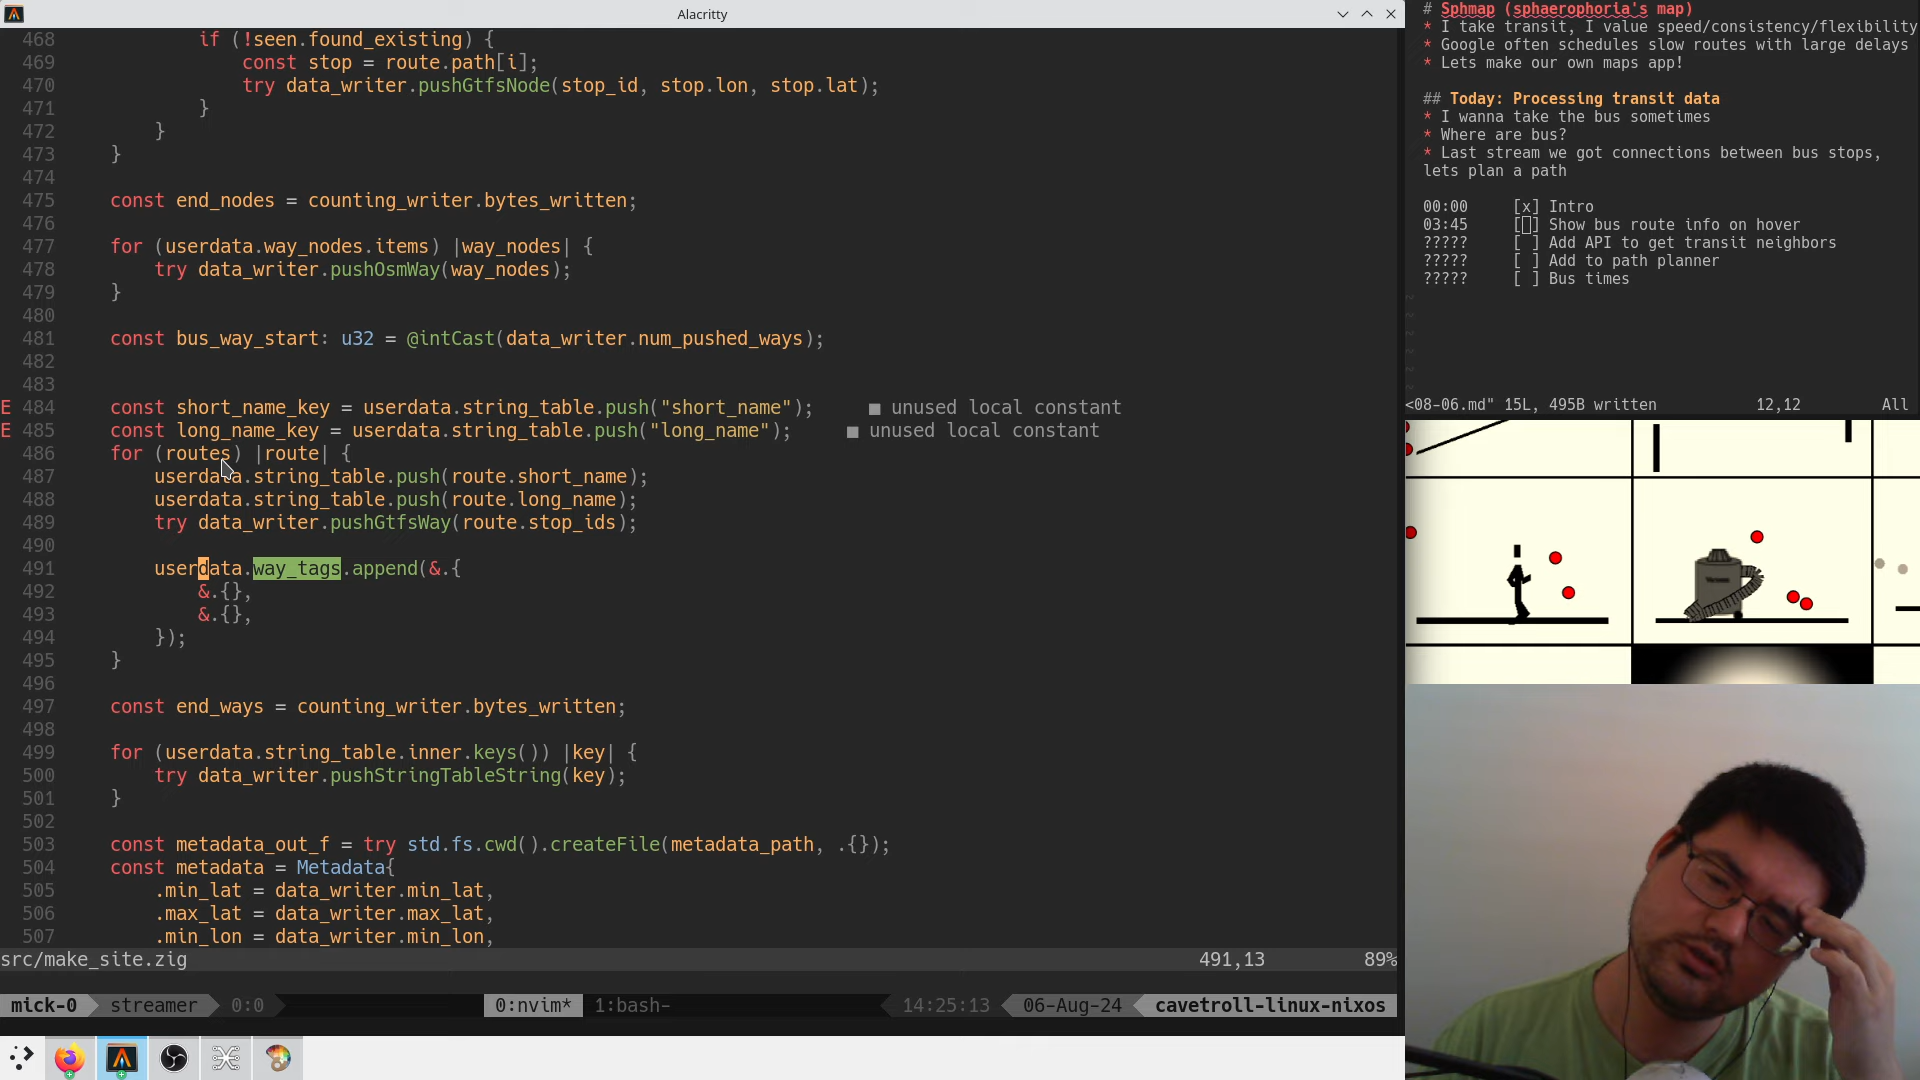 Alacritty
468 if (!seen.found_existing) {
469 const stop = route.path[i];
470 try data_writer.pushGtfsNode(stop_id, stop.lon, stop.lat);
471 }
472 }
473 }
474
475 const end_nodes = counting_writer.bytes_written;
476
477 for (userdata.way_nodes.items) |way_nodes| {
478 try data_writer.pushOsmWay(way_nodes);
479 }
480
481 const bus_way_start: u32 = @intCast(data_writer.num_pushed_ways);
482
483
E 484 const short_name_key = userdata.string_table.push("short_name"); ■ unused local constant
E 485 const long_name_key = userdata.string_table.push("long_name"); ■ unused local constant
486 for (routes) |route| {
487 userdata.string_table.push(route.short_name);
488 userdata.string_table.push(route.long_name);
489 try data_writer.pushGtfsWay(route.stop_ids);
490
491 userdata.way_tags.append(&.{
492 &.{},
493 &.{},
494 });
495 }
496
497 const end_ways = counting_writer.bytes_written;
498
499 for (userdata.string_table.inner.keys()) |key| {
500 try data_writer.pushStringTableString(key);
501 }
502
503 const metadata_out_f = try std.fs.cwd().createFile(metadata_path, .{});
504 const metadata = Metadata{
505 .min_lat = data_writer.min_lat,
506 .max_lat = data_writer.max_lat,
507 .min_lon = data_writer.min_lon,
src/make_site.zig 491,13 89%
mick-0 streamer 0:0 0:nvim* 1:bash- 14:25:13 06-Aug-24 cavetroll-linux-nixos
# Sphmap (sphaerophoria's map)
* I take transit, I value speed/consistency/flexibility
* Google often schedules slow routes with large delays
* Lets make our own maps app!
## Today: Processing transit data
* I wanna take the bus sometimes
* Where are bus?
* Last stream we got connections between bus stops,
lets plan a path
00:00 [x] Intro
03:45 [ ] Show bus route info on hover
????? [ ] Add API to get transit neighbors
????? [ ] Add to path planner
????? [ ] Bus times
~
~
~
~
~
~
<08-06.md" 15L, 495B written 12,12 All